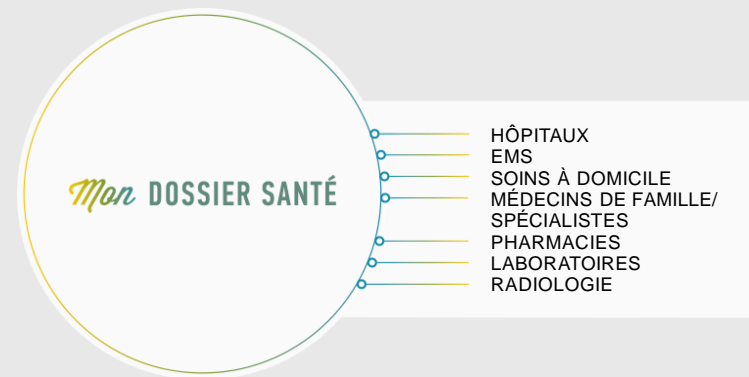 Mon DOSSIER SANTÉ
HÔPITAUX
EMS
SOINS À DOMICILE
MÉDECINS DE FAMILLE/
SPÉCIALISTES
PHARMACIES
LABORATOIRES
RADIOLOGIE